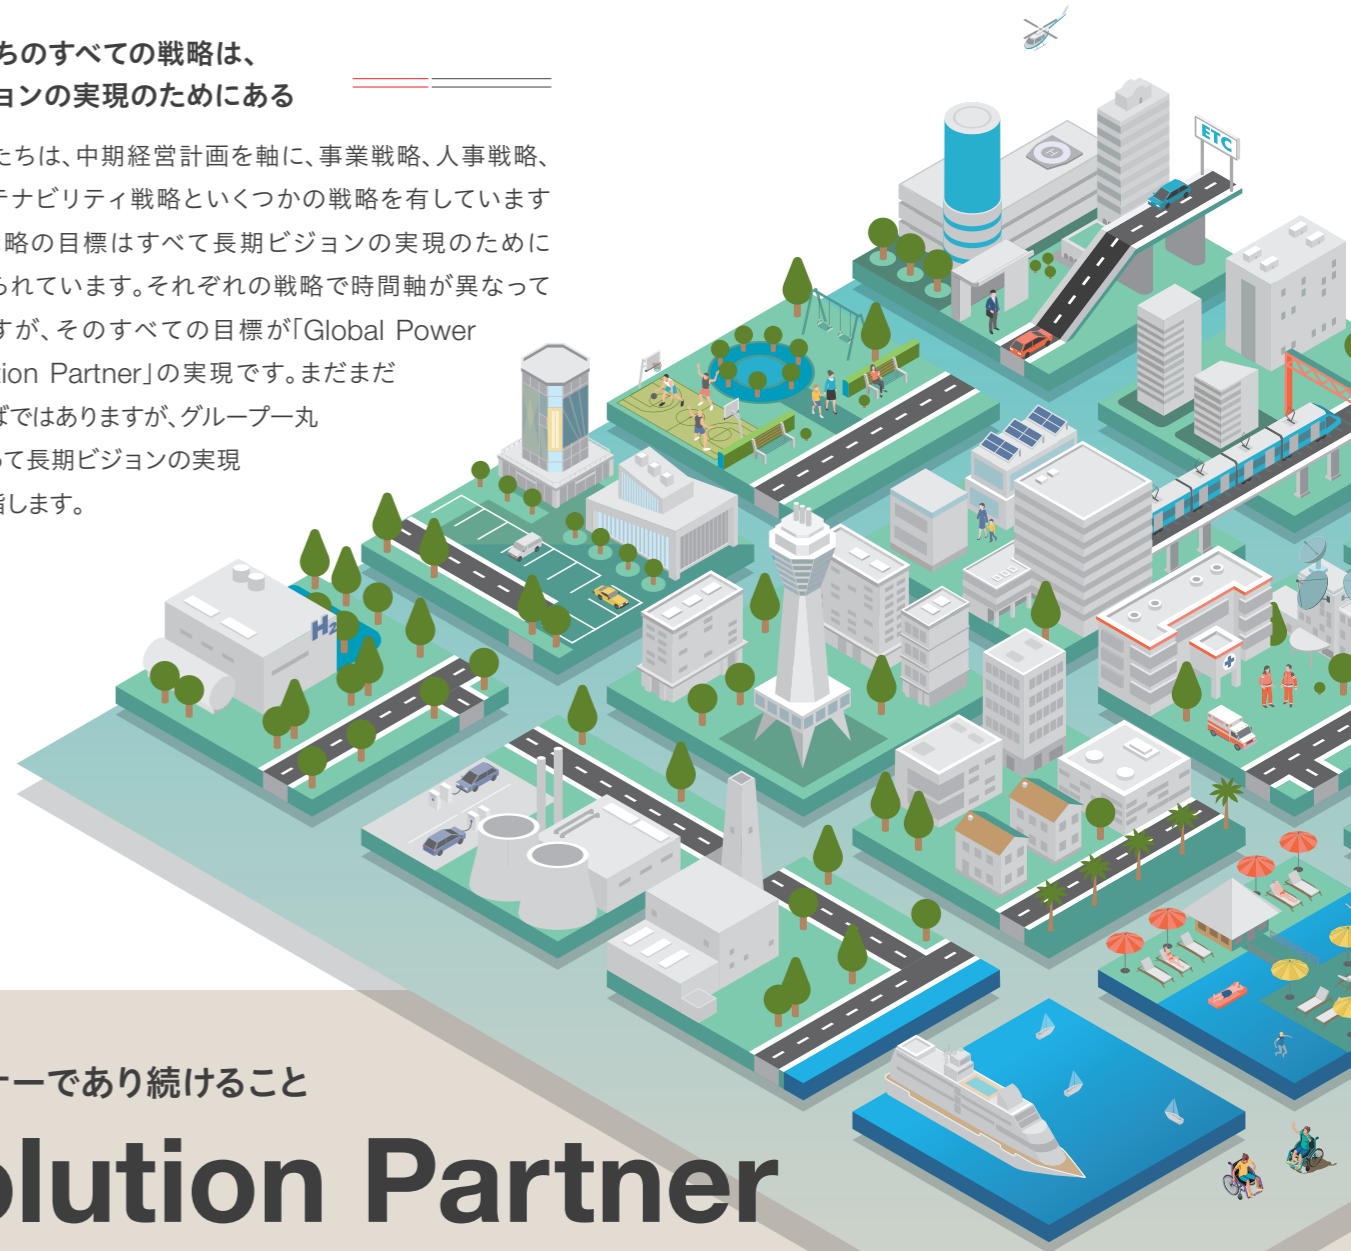 ちのすべての戦略は、
ョンの実現のためにある
たちは、中期経営計画を軸に、事業戦略、人事戦略、
テナビリティ戦略といくつかの戦略を有しています
略の目標はすべて長期ビジョンの実現のために
られています。それぞれの戦略で時間軸が異なって
すが、そのすべての目標が「Global Power
tion Partner」の実現です。まだまだ
ばではありますが、グループ一丸
って長期ビジョンの実現
指します。
ETC
H
H2
ナーであり続けること
olution Partner